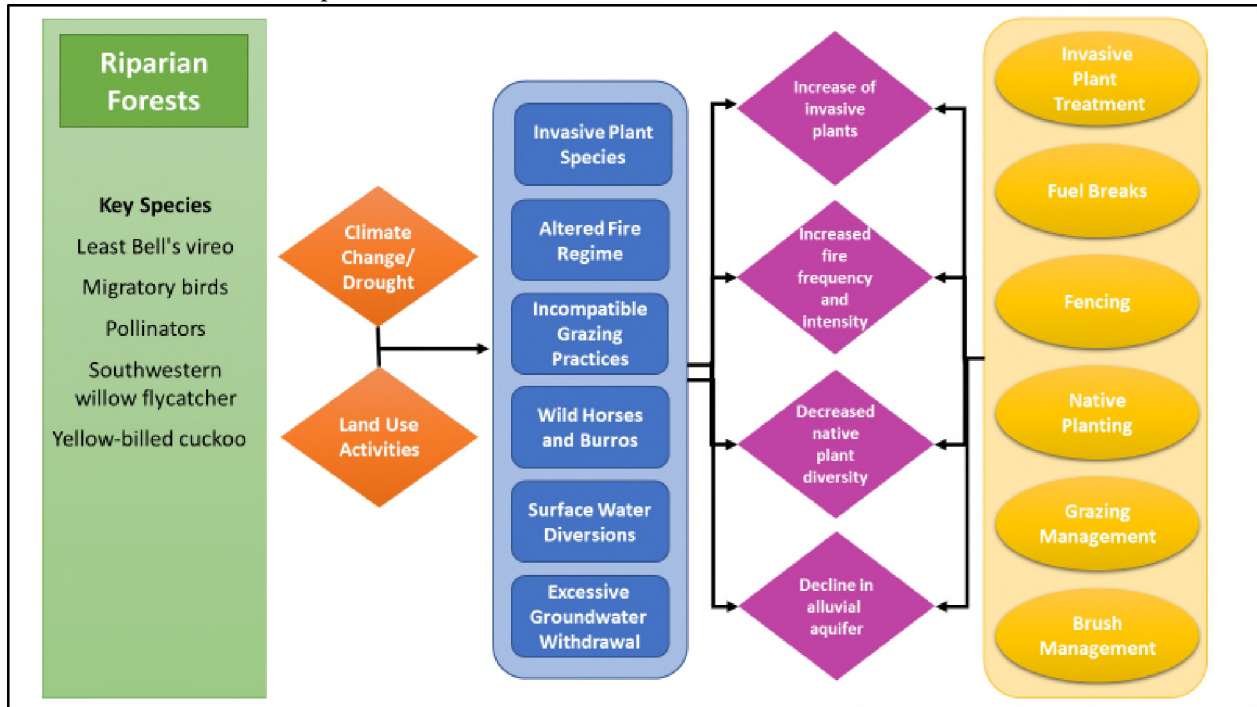 Riparian
Forests
Key Species
Least Bell's vireo
Migratory birds
Pollinators
Southwestern
willow flycatcher
Yellow-billed cuckoo
Climate
Change/
Drought
Land Use
Activities
Invasive Plant
Species
Altered Fire
Regime
Incompatible
Grazing
Practices
Wild Horses
and Burros
Surface Water
Diversions
Excessive
Groundwater
Withdrawal
Increase of
invasive
plants
Increased
fire
frequency
and
intensity
Decreased
native
plant
diversity
Decline in
alluvial
aquifer
Invasive
Plant
Treatment
Fuel Breaks
Fencing
Native
Planting
Grazing
Management
Brush
Management